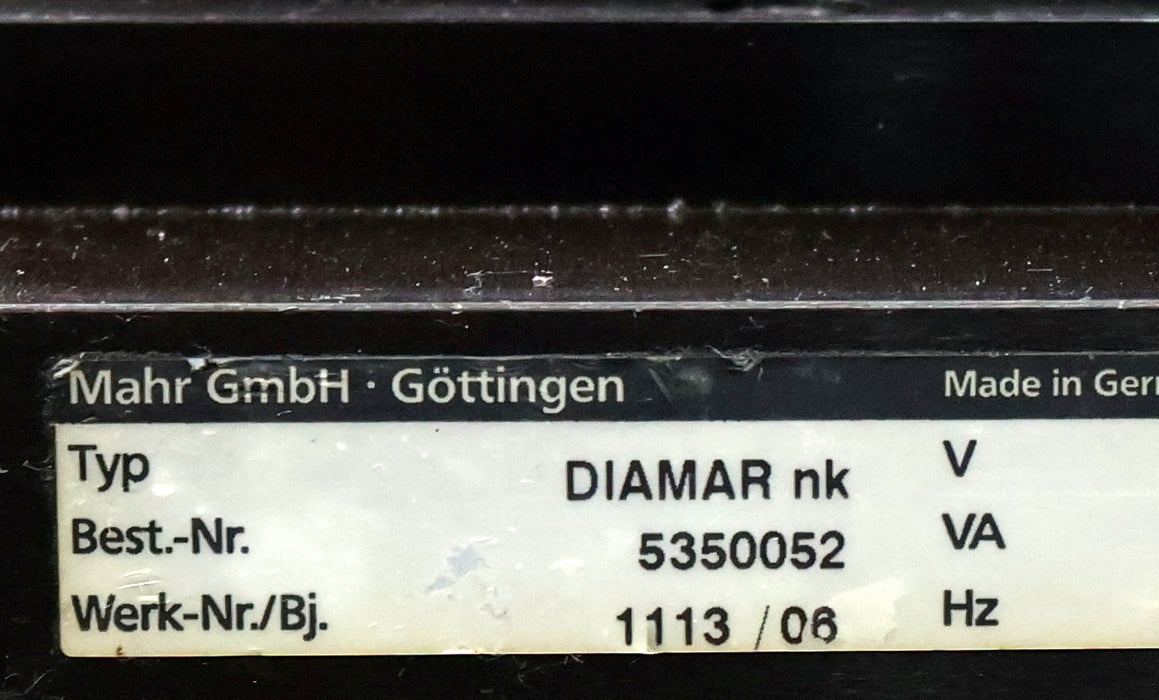 Mahr GmbH · Göttingen Made in Ger
Typ DIAMAR nk V
Best.-Nr. 5350052 VA
Werk-Nr./Bj. 1113 / 06 Hz